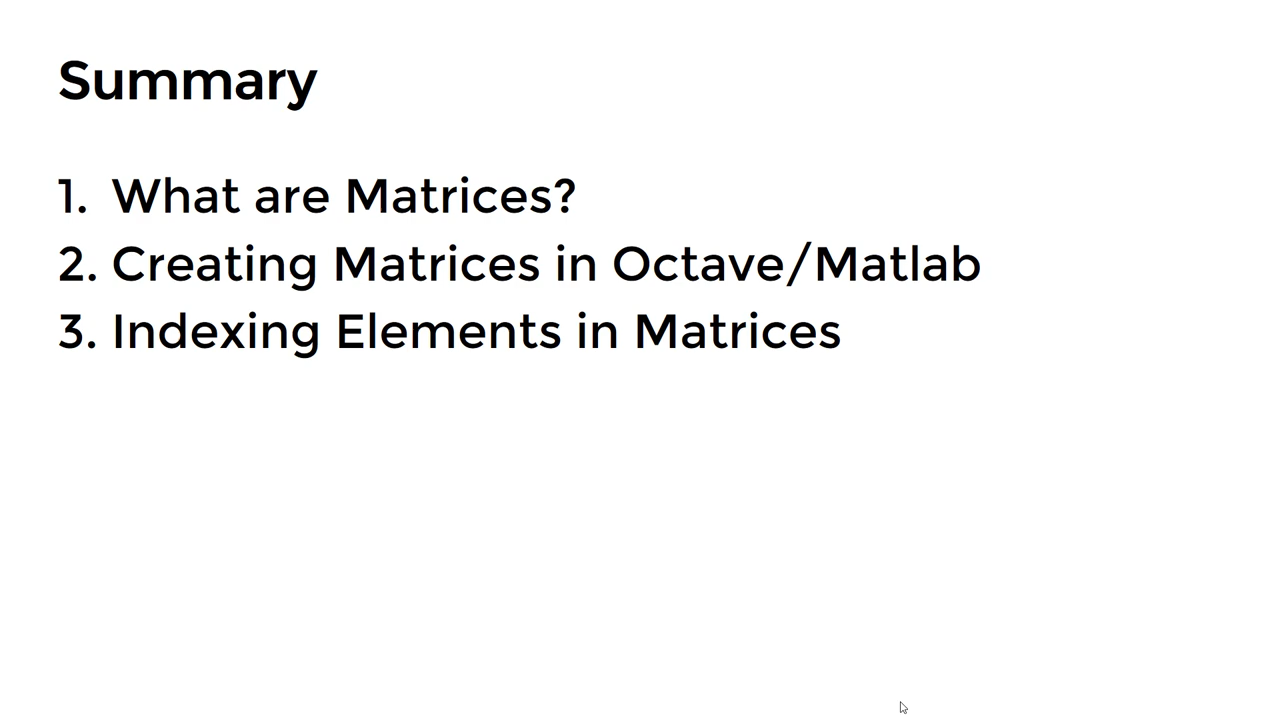 Summary
1. What are Matrices?
2. Creating Matrices in Octave/Matlab
3. Indexing Elements in Matrices